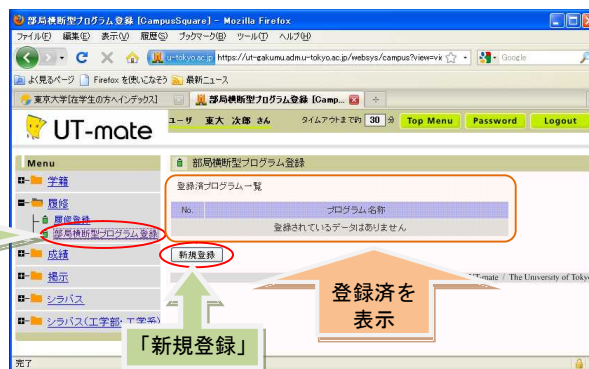 部局横断型プログラム登録 [CampusSquare] - Mozilla Firefox
ファイル(F) 編集(E) 表示(V) 履歴(S) ブックマーク(B) ツール(T) ヘルプ(H)
u-tokyo.ac.jp https://ut-gakumu.adm.u-tokyo.ac.jp/websys/campus?view=vie
Google
よく見るページ Firefox を使いこなそう 最新ニュース
東京大学[在学生の方へインデックス] 部局横断型プログラム登録 [Camp...
UT-mate
ユーザ 東大 次郎 さん タイムアウトまで約 30 分 Top Menu Password Logout
Menu
部局横断型プログラム登録
学籍
登録済プログラム一覧
履修
No. プログラム名称
履修登録
登録されているデータはありません
部局横断型プログラム登録
成績
新規登録
掲示
UT-mate / The University of Tokyo
シラバス
シラバス(工学部・工学系)
登録済を
表示
「新規登録」
完了